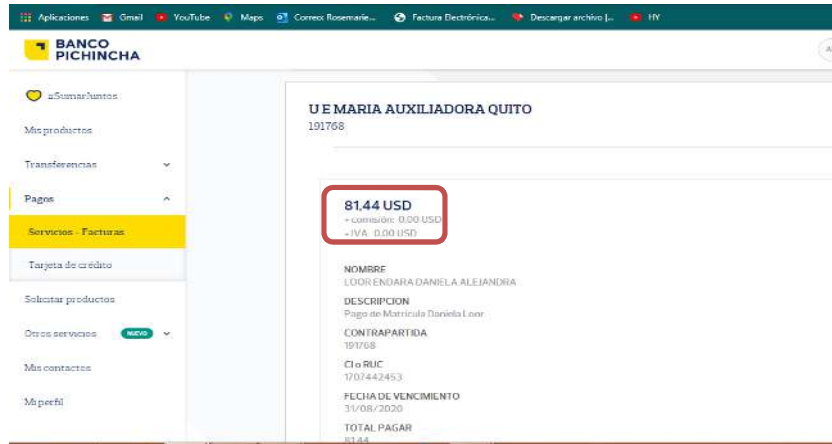 Aplicaciones Gmail YouTube Maps Correo: Rosemarie... Factura Electrónica... Descargar archivo |... HY
BANCO
PICHINCHA
#SumarJuntos
Mis productos
Transferencias
Pagos
Servicios - Facturas
Tarjeta de crédito
Solicitar productos
Otros servicios NUEVO
Mis contactos
Mi perfil
U E MARIA AUXILIADORA QUITO
191768
81,44 USD
+ comisión: 0.00 USD
+ IVA: 0.00 USD
NOMBRE
LOOR ENDARA DANIELA ALEJANDRA
DESCRIPCION
Pago de Matricula Daniela Loor
CONTRAPARTIDA
191768
CI o RUC
1707442453
FECHA DE VENCIMIENTO
31/08/2020
TOTAL PAGAR
81.44